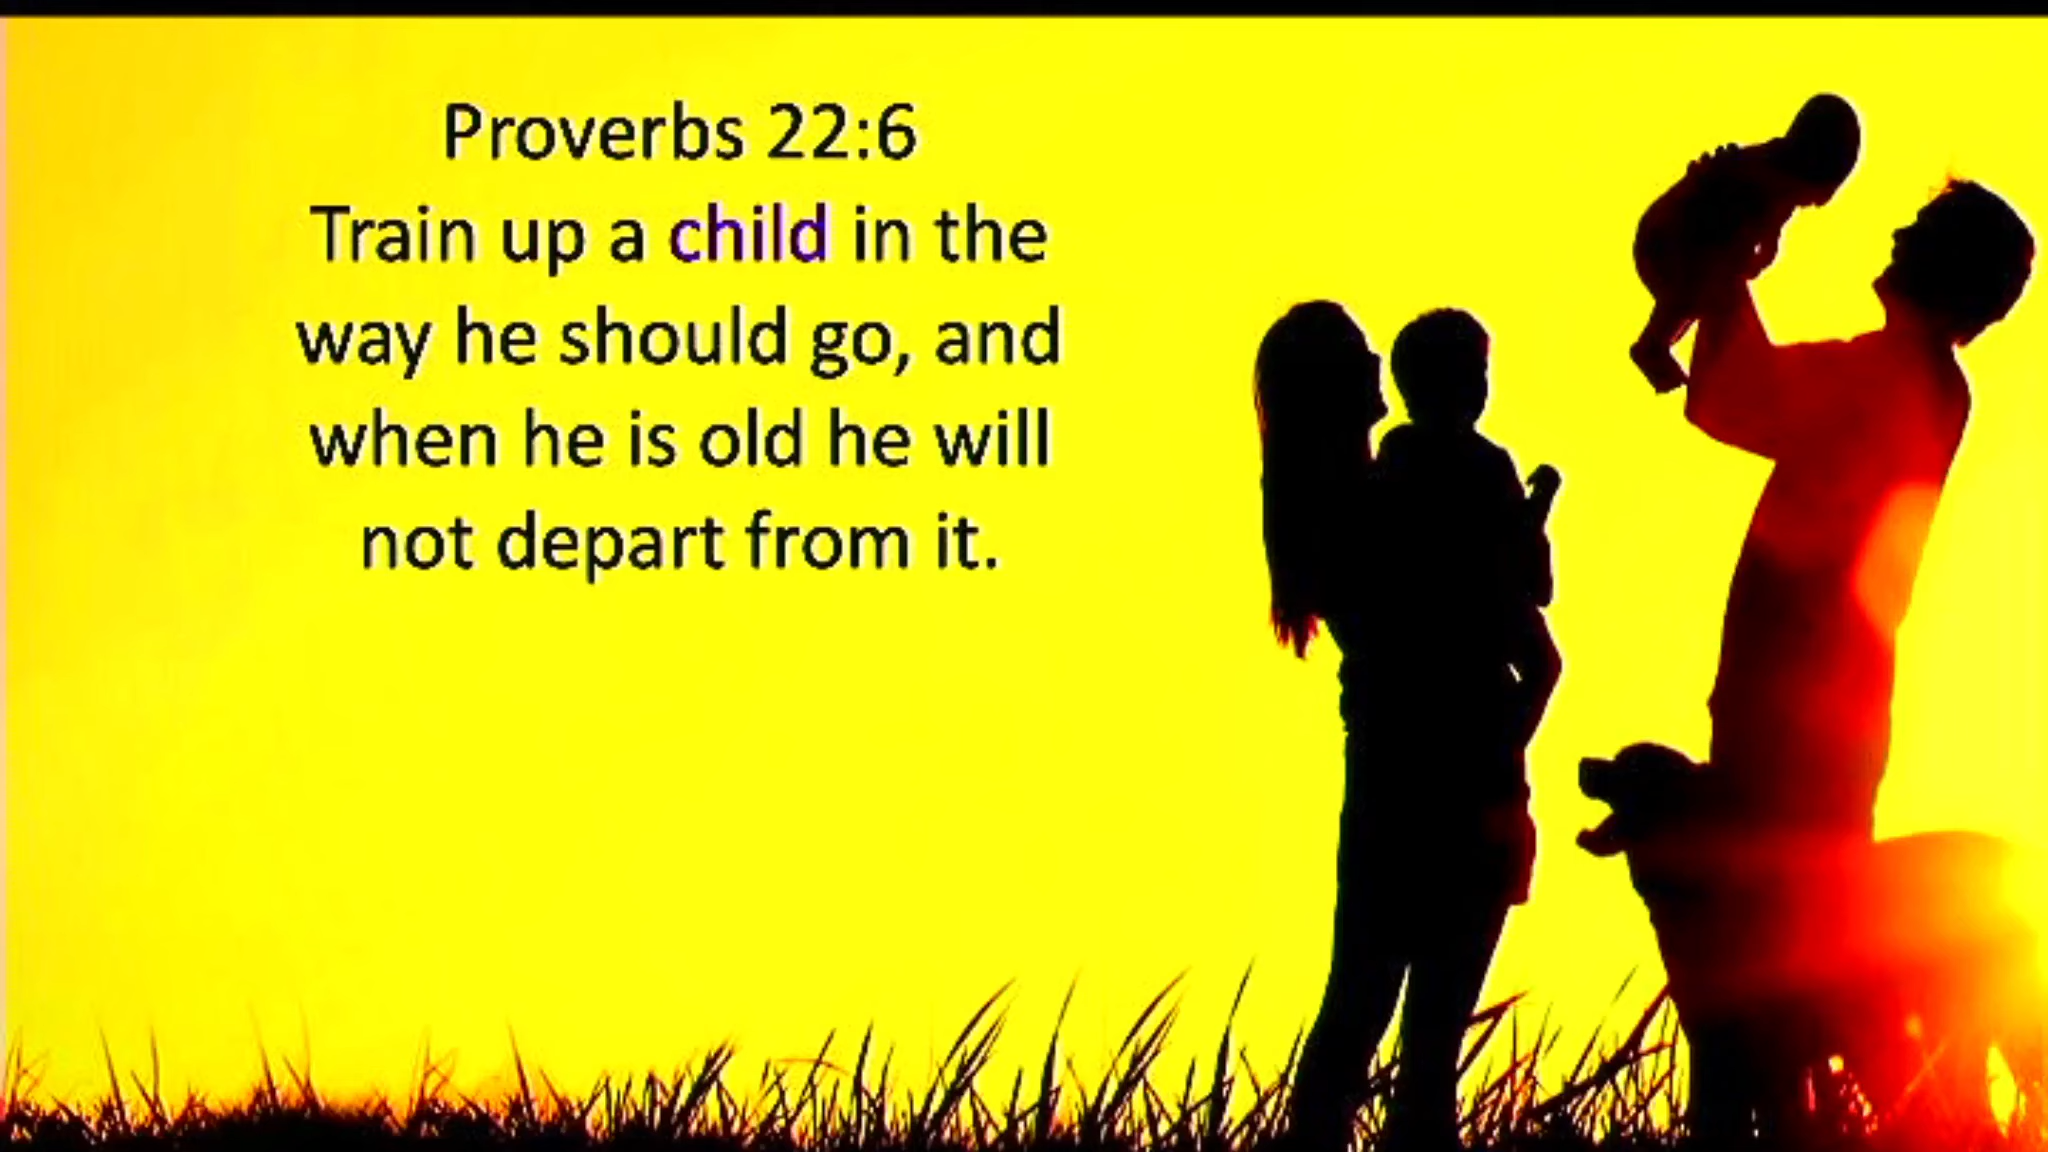 Proverbs 22:6
Train up a child in the
way he should go, and
when he is old he will
not depart from it.